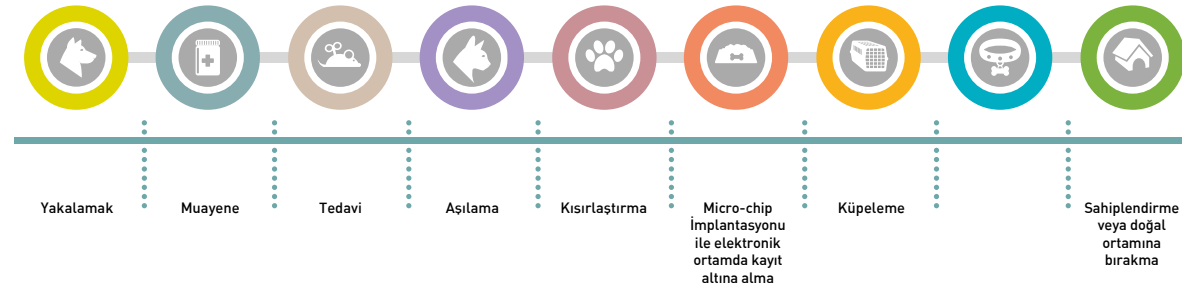 Yakalamak
Muayene
Tedavi
Aşılama
Kısırlaştırma
Micro-chip
İmplantasyonu
ile elektronik
ortamda kayıt
altına alma
Küpeleme
Sahiplendirme
veya doğal
ortamına
bırakma